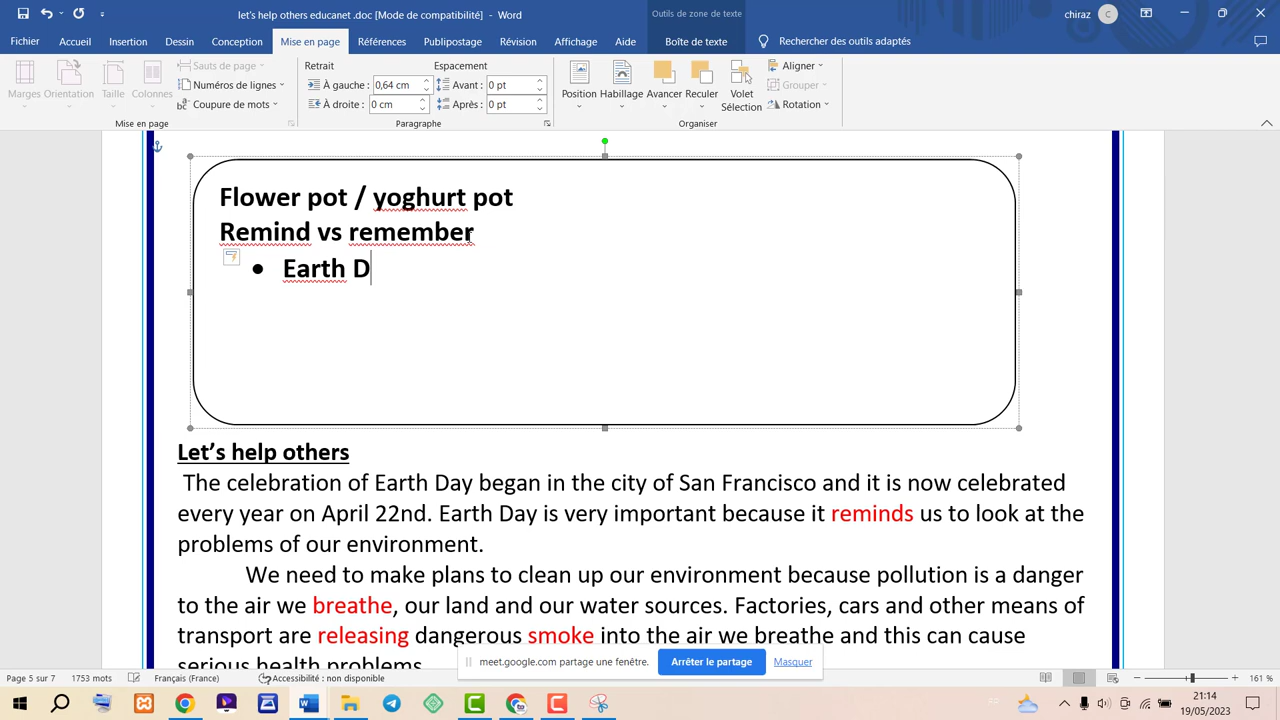 let's help others educanet .doc [Mode de compatibilité] - Word
Outils de zone de texte
chiraz C
Fichier Accueil Insertion Dessin Conception Mise en page Références Publipostage Révision Affichage Aide Boîte de texte Rechercher des outils adaptés
Marges Orientation Taille Colonnes
Sauts de page
Numéros de lignes
Coupure de mots
Mise en page
Retrait
À gauche : 0,64 cm
À droite : 0 cm
Espacement
Avant : 0 pt
Après : 0 pt
Paragraphe
Position Habillage Avancer Reculer Volet Sélection
Aligner
Grouper
Rotation
Organiser
Flower pot / yoghurt pot
Remind vs remember
• Earth D
Let's help others
The celebration of Earth Day began in the city of San Francisco and it is now celebrated
every year on April 22nd. Earth Day is very important because it reminds us to look at the
problems of our environment.
We need to make plans to clean up our environment because pollution is a danger
to the air we breathe, our land and our water sources. Factories, cars and other means of
transport are releasing dangerous smoke into the air we breathe and this can cause
serious health problems
meet.google.com partage une fenêtre. Arrêter le partage Masquer
Page 5 sur 7 1753 mots Français (France) Accessibilité : non disponible 161 %
21:14
19/05/2023